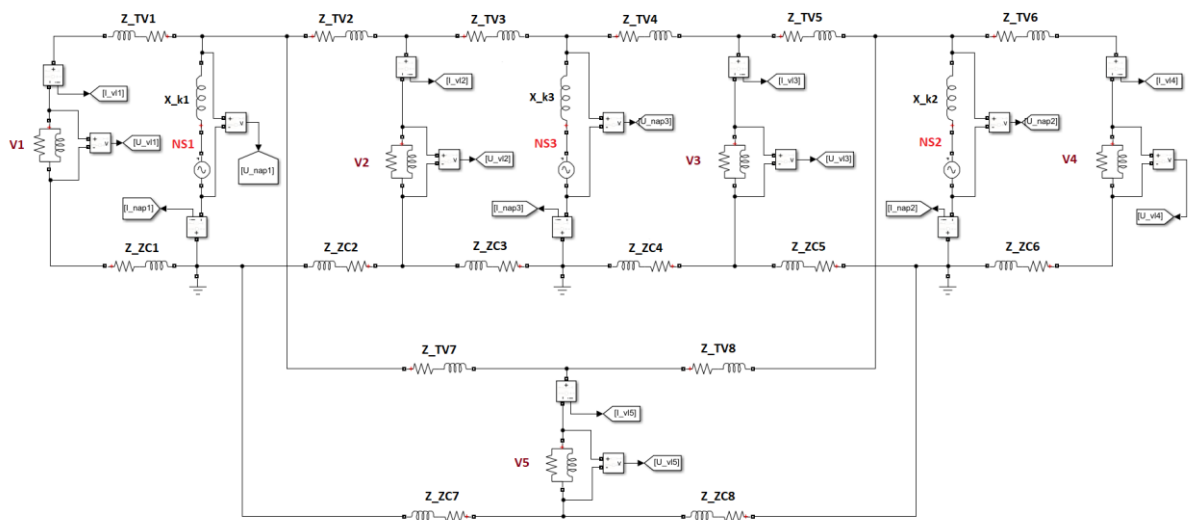 Z_TV1
Z_TV2
Z_TV3
Z_TV4
Z_TV5
Z_TV6
[I_vl1]
[I_vl2]
[I_vl3]
[I_vl4]
X_k1
X_k3
X_k2
V1
[U_vl1]
NS1
[U_nap1]
V2
[U_vl2]
NS3
[U_nap3]
V3
[U_vl3]
NS2
[U_nap2]
V4
[U_vl4]
[I_nap1]
[I_nap3]
[I_nap2]
Z_ZC1
Z_ZC2
Z_ZC3
Z_ZC4
Z_ZC5
Z_ZC6
Z_TV7
Z_TV8
[I_vl5]
V5
[U_vl5]
Z_ZC7
Z_ZC8